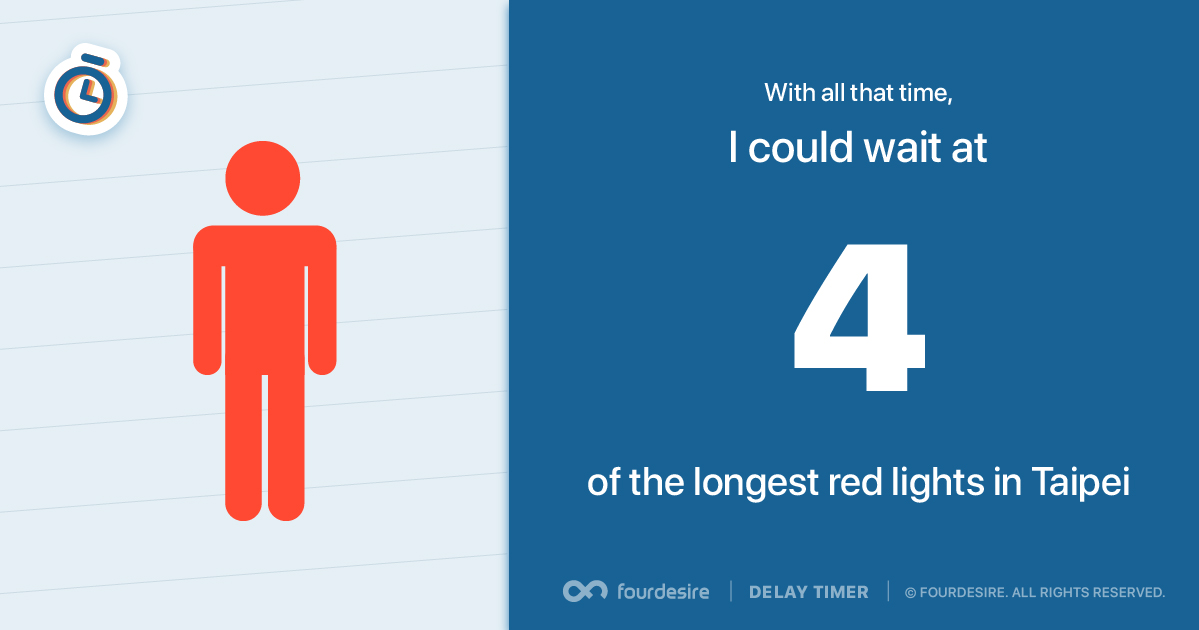 With all that time,
I could wait at
4
of the longest red lights in Taipei
fourdesire | DELAY TIMER | © FOURDESIRE. ALL RIGHTS RESERVED.